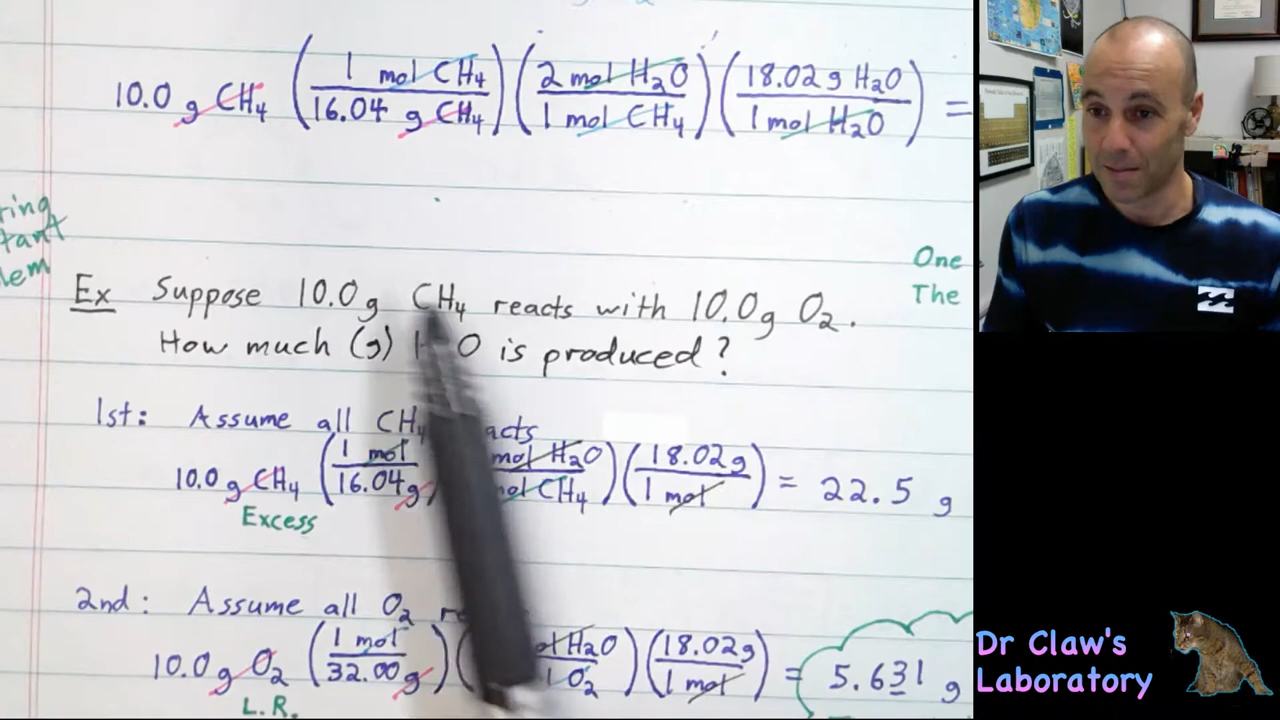 10.0 g CH4 (1 mol CH4 / 16.04 g CH4)(2 mol H2O / 1 mol CH4)(18.02 g H2O / 1 mol H2O) =
Ex Suppose 10.0 g CH4 reacts with 10.0 g O2.
How much (g) H O is produced?
1st: Assume all CH4 acts
10.0 g CH4 (1 mol / 16.04 g)( mol H2O / mol CH4)(18.02 g / 1 mol) = 22.5 g
Excess
2nd: Assume all O2
10.0 g O2 (1 mol / 32.00 g)( ol H2O / l O2)(18.02 g / 1 mol) = 5.631 g
L.R.
ring
tant
lem
One
The
Dr Claw's
Laboratory